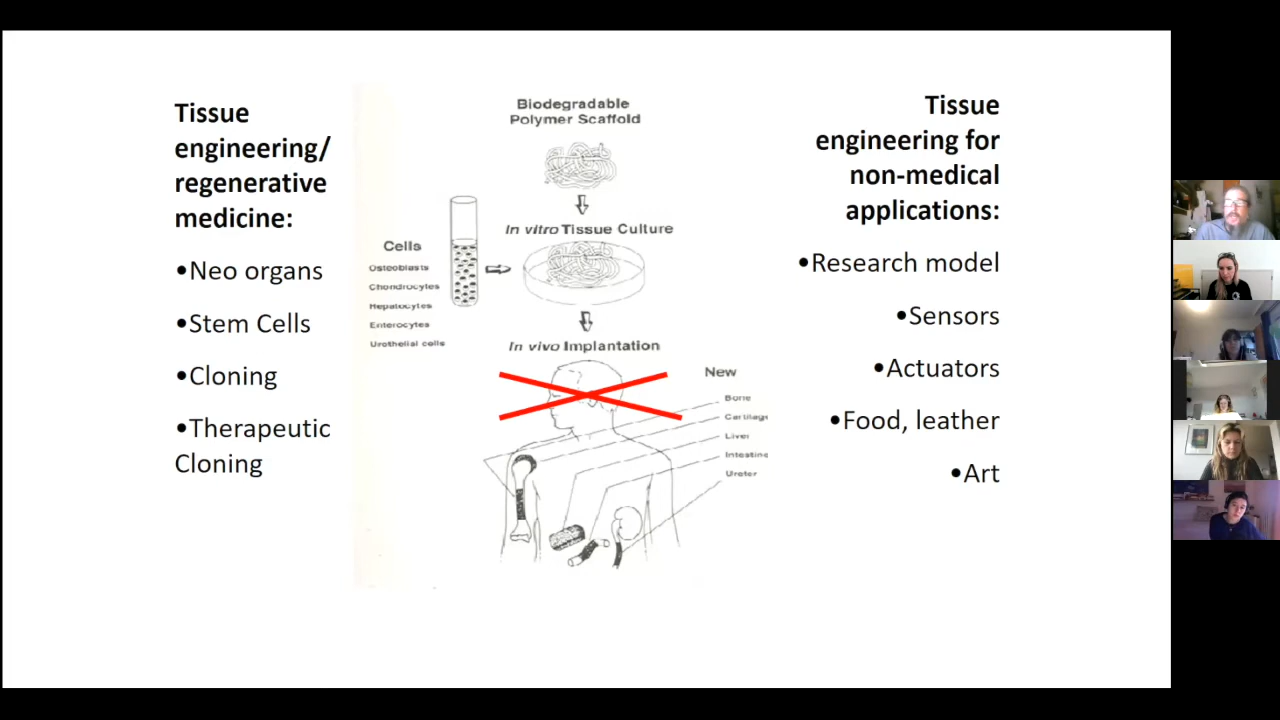 Tissue
engineering/
regenerative
medicine:
•Neo organs
•Stem Cells
•Cloning
•Therapeutic
Cloning
Biodegradable
Polymer Scaffold
In vitro Tissue Culture
Cells
Osteoblasts
Chondrocytes
Hepatocytes
Enterocytes
Urothelial cells
In vivo Implantation
New
Bone
Cartilage
Liver
Intestine
Ureter
Tissue
engineering for
non-medical
applications:
•Research model
•Sensors
•Actuators
•Food, leather
•Art